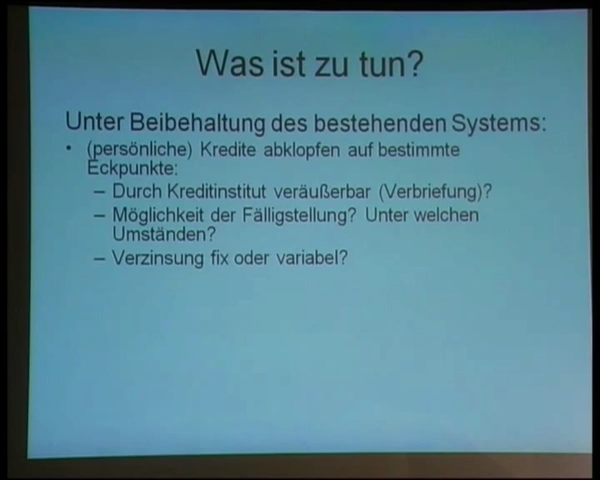 Was ist zu tun?
Unter Beibehaltung des bestehenden Systems:
• (persönliche) Kredite abklopfen auf bestimmte
Eckpunkte:
– Durch Kreditinstitut veräußerbar (Verbriefung)?
– Möglichkeit der Fälligstellung? Unter welchen
Umständen?
– Verzinsung fix oder variabel?